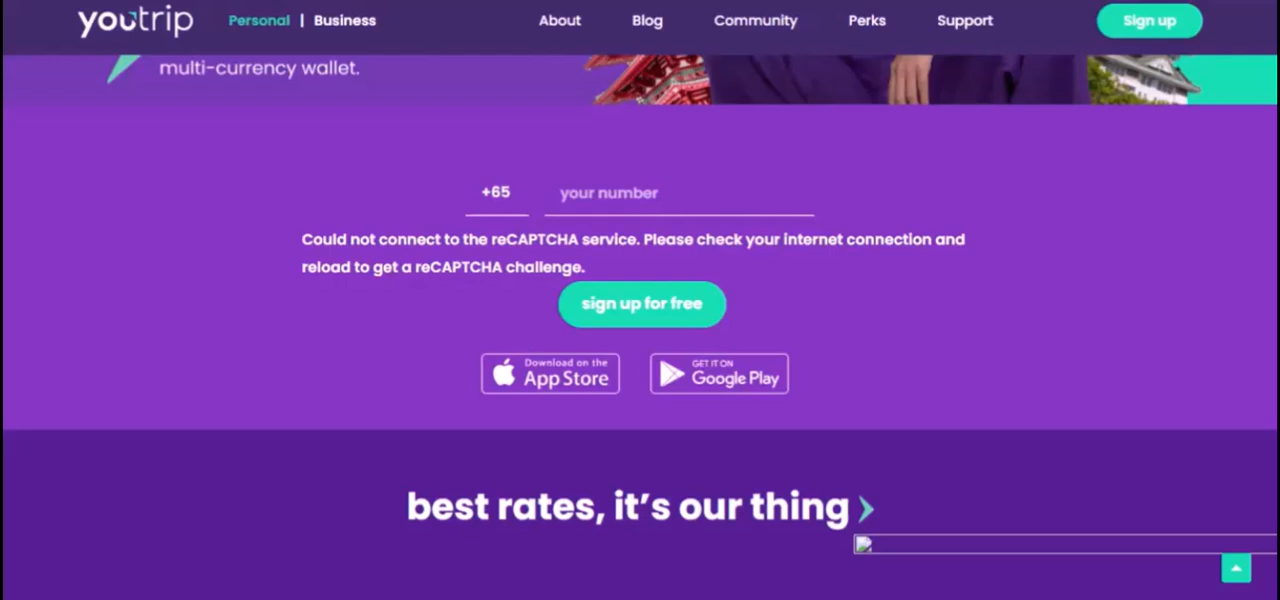 youtrip Personal | Business About Blog Community Perks Support Sign up
multi-currency wallet.
+65 your number
Could not connect to the reCAPTCHA service. Please check your internet connection and
reload to get a reCAPTCHA challenge.
sign up for free
Download on the
App Store
GET IT ON
Google Play
best rates, it's our thing